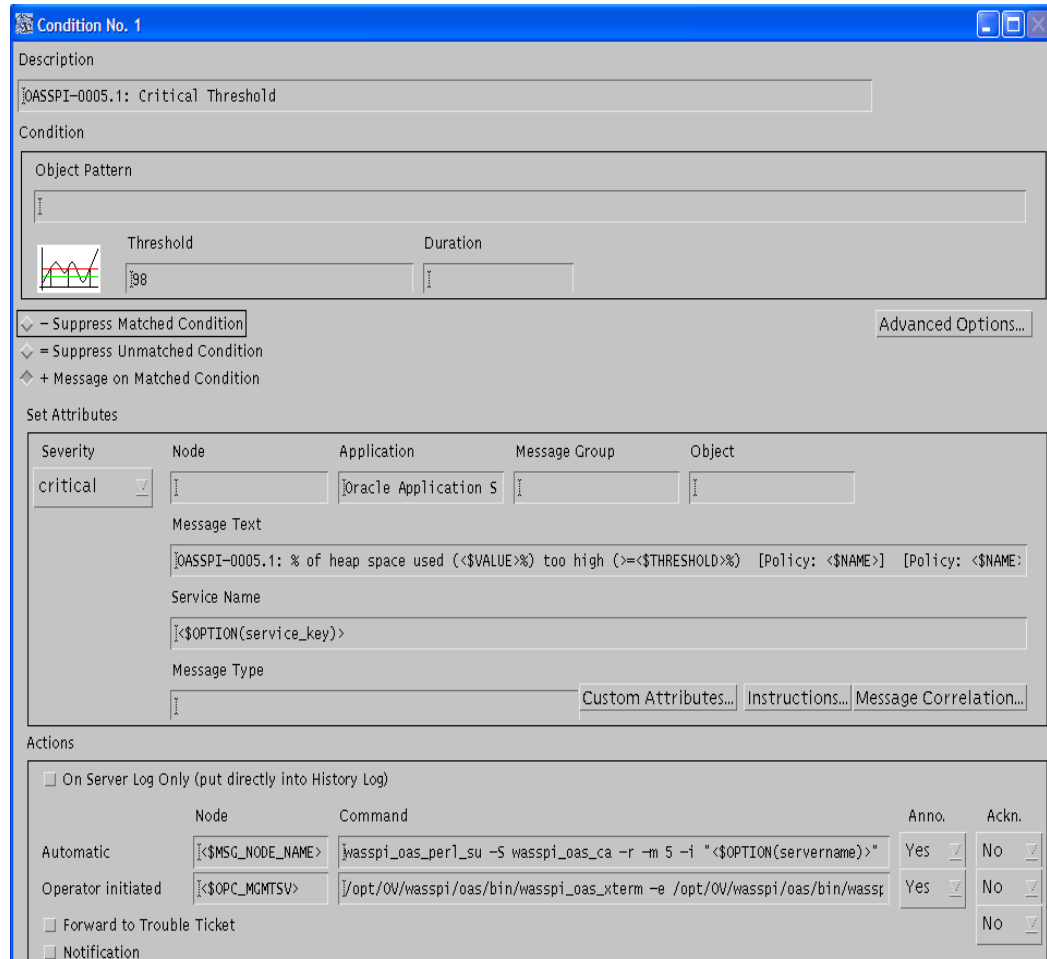 Condition No. 1
Description
OASSPI-0005.1: Critical Threshold
Condition
Object Pattern
Threshold Duration
98
- Suppress Matched Condition
Advanced Options...
= Suppress Unmatched Condition
+ Message on Matched Condition
Set Attributes
Severity Node Application Message Group Object
critical Oracle Application S
Message Text
OASSPI-0005.1: % of heap space used (<$VALUE>%) too high (>=<$THRESHOLD>%) [Policy: <$NAME>] [Policy: <$NAME>
Service Name
<$OPTION(service_key)>
Message Type
Custom Attributes... Instructions... Message Correlation...
Actions
On Server Log Only (put directly into History Log)
Node Command Anno. Ackn.
Automatic <$MSG_NODE_NAME> wasspi_oas_perl_su -S wasspi_oas_ca -r -m 5 -i "<$OPTION(servername)>" Yes No
Operator initiated <$OPC_MGMTSV> /opt/OV/wasspi/oas/bin/wasspi_oas_xterm -e /opt/OV/wasspi/oas/bin/wassp Yes No
Forward to Trouble Ticket No
Notification